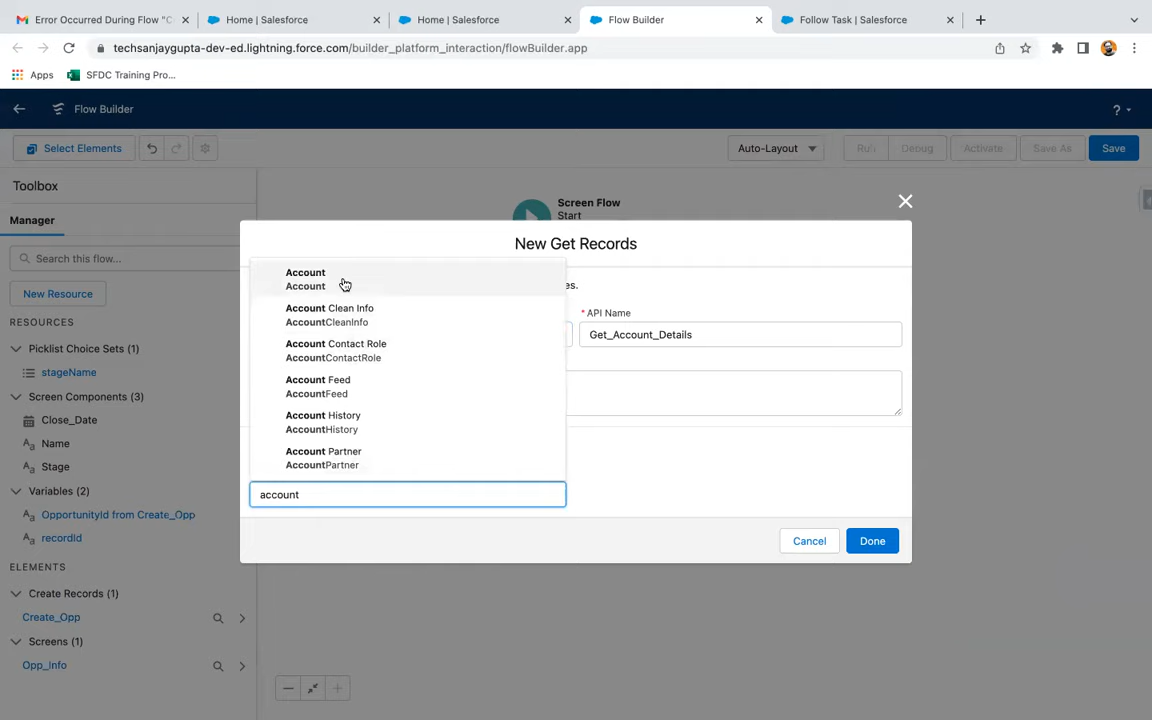 Error Occurred During Flow "C
Home | Salesforce
Home | Salesforce
Flow Builder
Follow Task | Salesforce
techsanjaygupta-dev-ed.lightning.force.com/builder_platform_interaction/flowBuilder.app
Apps
SFDC Training Pro...
Flow Builder
?
Select Elements
Auto-Layout
Run
Debug
Activate
Save As
Save
Toolbox
Manager
Search this flow...
New Resource
RESOURCES
Picklist Choice Sets (1)
stageName
Screen Components (3)
Close_Date
Name
Stage
Variables (2)
OpportunityId from Create_Opp
recordId
ELEMENTS
Create Records (1)
Create_Opp
Screens (1)
Opp_Info
Screen Flow
Start
New Get Records
es.
* API Name
Get_Account_Details
Account
Account
Account Clean Info
AccountCleanInfo
Account Contact Role
AccountContactRole
Account Feed
AccountFeed
Account History
AccountHistory
Account Partner
AccountPartner
account
Cancel
Done